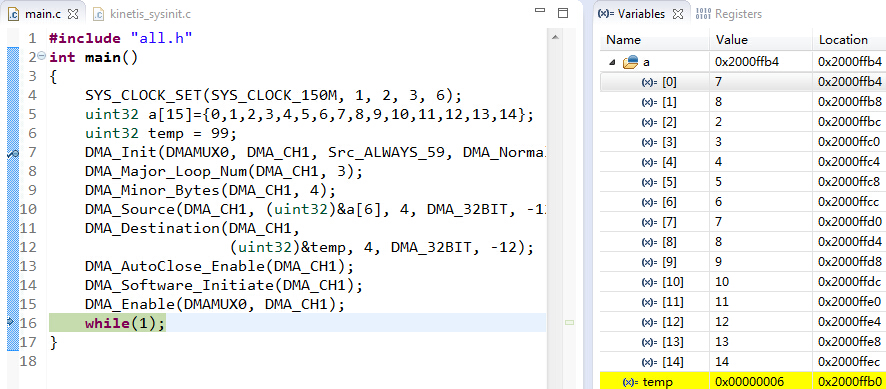 main.c kinetis_sysinit.c
1 #include "all.h"
2 int main()
3 {
4 SYS_CLOCK_SET(SYS_CLOCK_150M, 1, 2, 3, 6);
5 uint32 a[15]={0,1,2,3,4,5,6,7,8,9,10,11,12,13,14};
6 uint32 temp = 99;
7 DMA_Init(DMAMUX0, DMA_CH1, Src_ALWAYS_59, DMA_Norma
8 DMA_Major_Loop_Num(DMA_CH1, 3);
9 DMA_Minor_Bytes(DMA_CH1, 4);
10 DMA_Source(DMA_CH1, (uint32)&a[6], 4, DMA_32BIT, -1
11 DMA_Destination(DMA_CH1,
12 (uint32)&temp, 4, DMA_32BIT, -12);
13 DMA_AutoClose_Enable(DMA_CH1);
14 DMA_Software_Initiate(DMA_CH1);
15 DMA_Enable(DMAMUX0, DMA_CH1);
16 while(1);
17 }
18
(x)= Variables Registers
Name Value Location
a 0x2000ffb4 0x2000ffb4
(x)= [0] 7 0x2000ffb4
(x)= [1] 8 0x2000ffb8
(x)= [2] 2 0x2000ffbc
(x)= [3] 3 0x2000ffc0
(x)= [4] 4 0x2000ffc4
(x)= [5] 5 0x2000ffc8
(x)= [6] 6 0x2000ffcc
(x)= [7] 7 0x2000ffd0
(x)= [8] 8 0x2000ffd4
(x)= [9] 9 0x2000ffd8
(x)= [10] 10 0x2000ffdc
(x)= [11] 11 0x2000ffe0
(x)= [12] 12 0x2000ffe4
(x)= [13] 13 0x2000ffe8
(x)= [14] 14 0x2000ffec
(x)= temp 0x00000006 0x2000ffb0